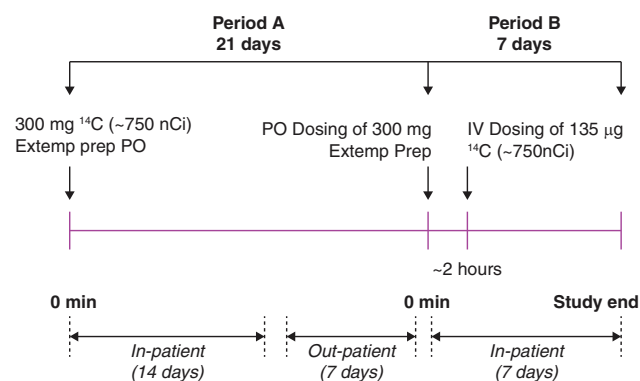 Period A
21 days
Period B
7 days
300 mg ¹⁴C (~750 nCi)
Extemp prep PO
PO Dosing of 300 mg
Extemp Prep
IV Dosing of 135 µg
¹⁴C (~750nCi)
~2 hours
0 min
0 min
Study end
In-patient
(14 days)
Out-patient
(7 days)
In-patient
(7 days)